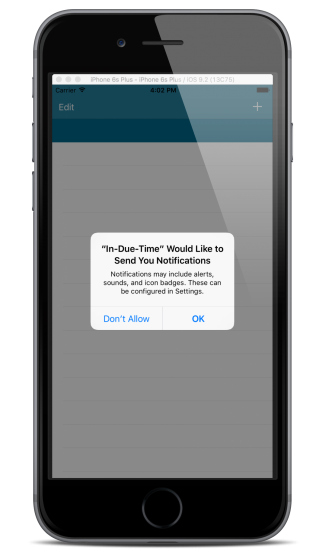 iPhone 6s Plus - iPhone 6s Plus / iOS 9.2 (13C75)
Carrier 4:02 PM
Edit +
“In-Due-Time” Would Like to
Send You Notifications
Notifications may include alerts,
sounds, and icon badges. These can
be configured in Settings.
Don’t Allow OK